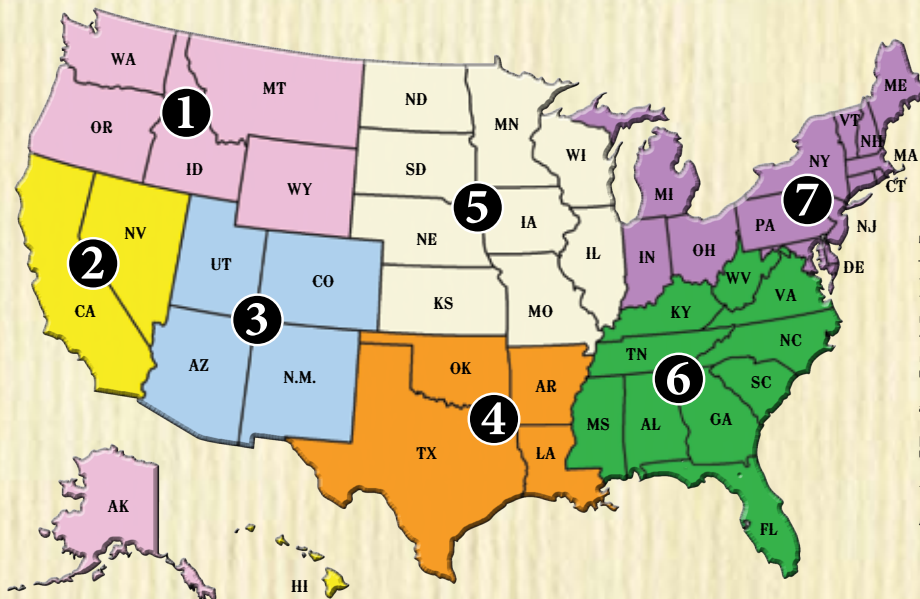 WA
MT
ND
MN
ME
VT
NH
OR
1
ID
WY
SD
WI
MI
NY
MA
CT
7
NV
2
CA
UT
CO
3
AZ
N.M.
NE
5
IA
IL
IN
OH
PA
NJ
DE
KS
MO
KY
WV
VA
OK
AR
TN
NC
6
SC
4
TX
LA
MS
AL
GA
FL
AK
HI